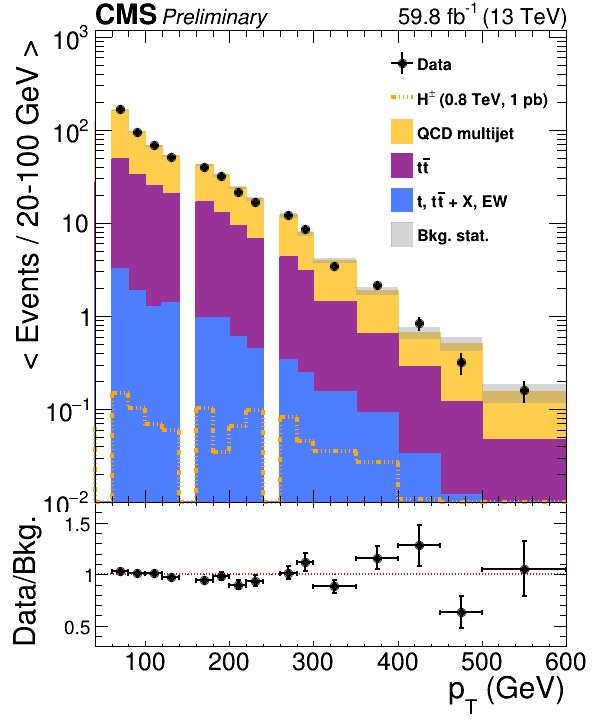 CMS Preliminary 59.8 fb⁻¹ (13 TeV)
< Events / 20-100 GeV >
10³
10²
10
1
10⁻¹
10⁻²
Data
H± (0.8 TeV, 1 pb)
QCD multijet
tt̄
t, tt̄ + X, EW
Bkg. stat.
Data/Bkg.
1.5
1
0.5
100 200 300 400 500 600
p_T (GeV)